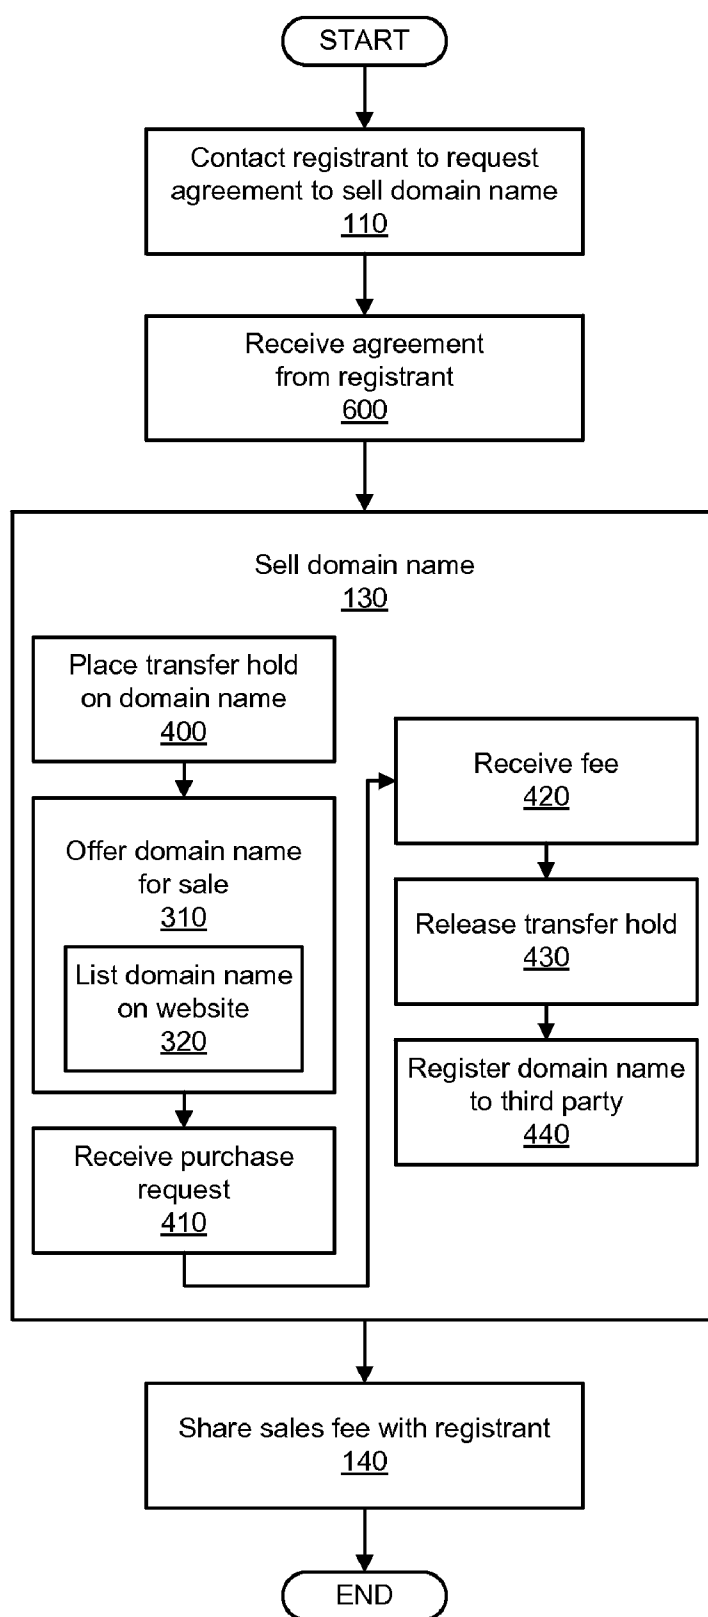 START
Contact registrant to request
agreement to sell domain name
110
Receive agreement
from registrant
600
Sell domain name
130
Place transfer hold
on domain name
400
Offer domain name
for sale
310
List domain name
on website
320
Receive purchase
request
410
Receive fee
420
Release transfer hold
430
Register domain name
to third party
440
Share sales fee with registrant
140
END